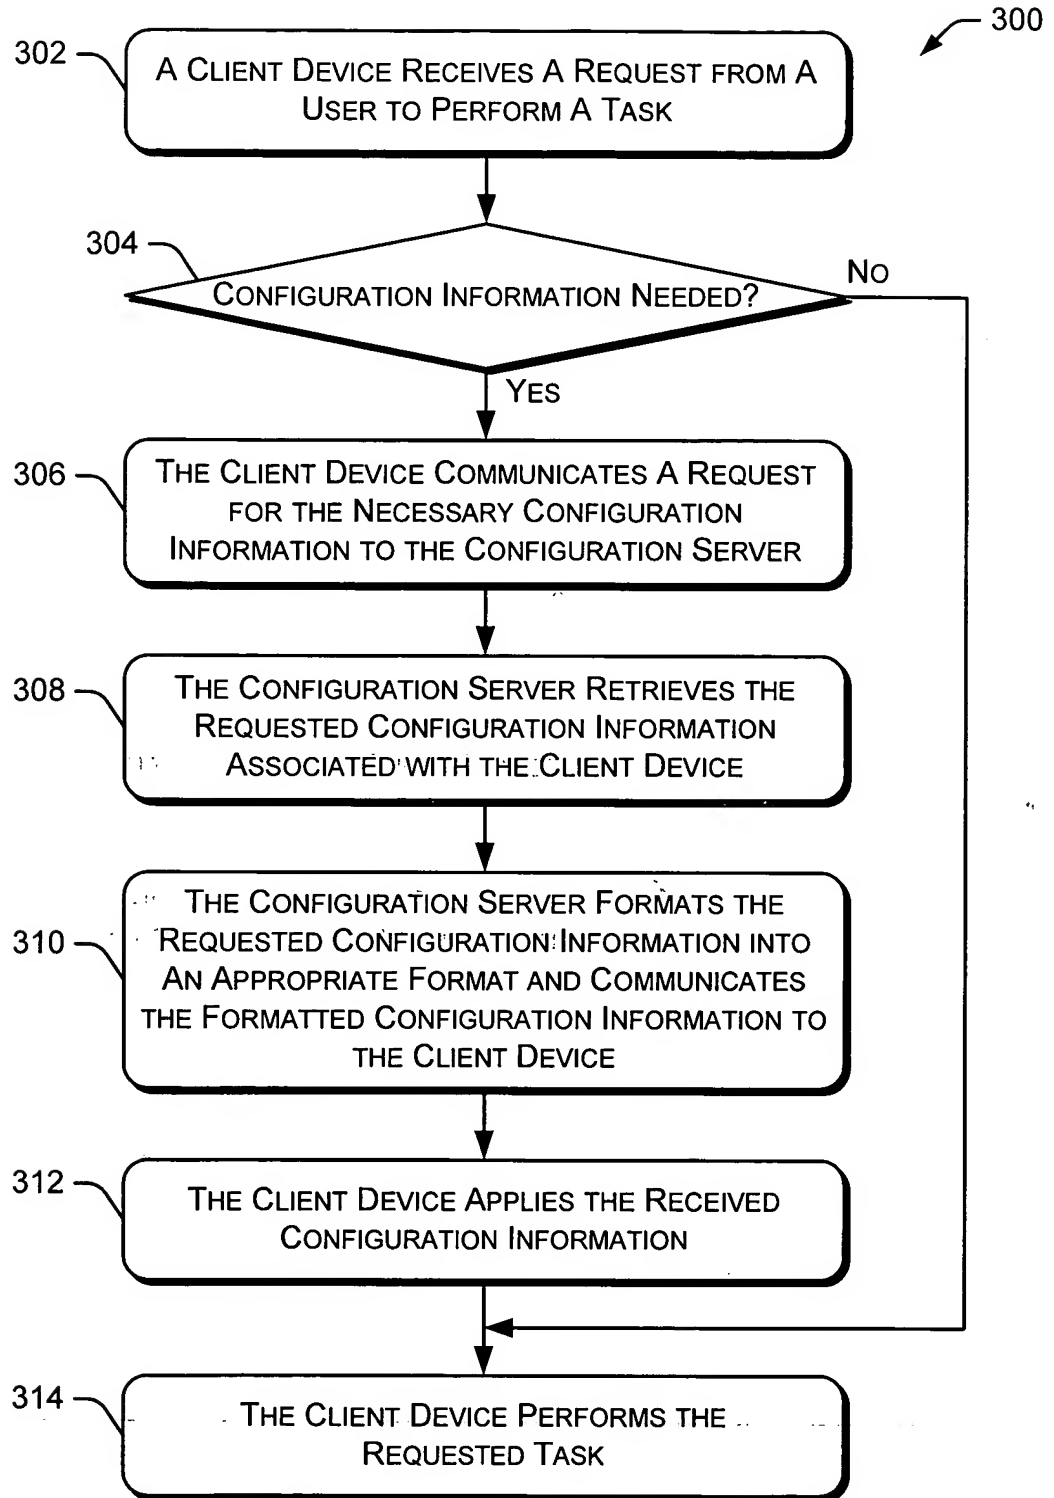 300
302
A CLIENT DEVICE RECEIVES A REQUEST FROM A
USER TO PERFORM A TASK
304
CONFIGURATION INFORMATION NEEDED?
NO
YES
306
THE CLIENT DEVICE COMMUNICATES A REQUEST
FOR THE NECESSARY CONFIGURATION
INFORMATION TO THE CONFIGURATION SERVER
308
THE CONFIGURATION SERVER RETRIEVES THE
REQUESTED CONFIGURATION INFORMATION
ASSOCIATED WITH THE CLIENT DEVICE
310
THE CONFIGURATION SERVER FORMATS THE
REQUESTED CONFIGURATION INFORMATION INTO
AN APPROPRIATE FORMAT AND COMMUNICATES
THE FORMATTED CONFIGURATION INFORMATION TO
THE CLIENT DEVICE
312
THE CLIENT DEVICE APPLIES THE RECEIVED
CONFIGURATION INFORMATION
314
THE CLIENT DEVICE PERFORMS THE
REQUESTED TASK